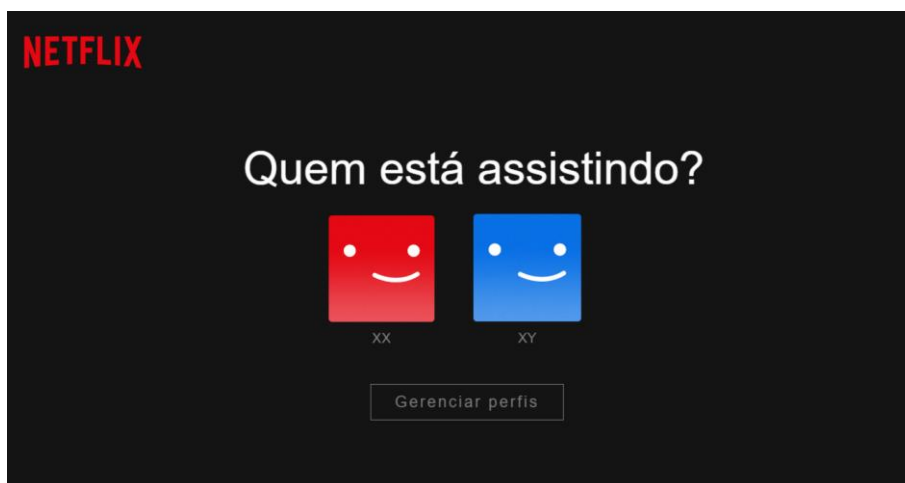 NETFLIX
Quem está assistindo?
XX XY
Gerenciar perfis